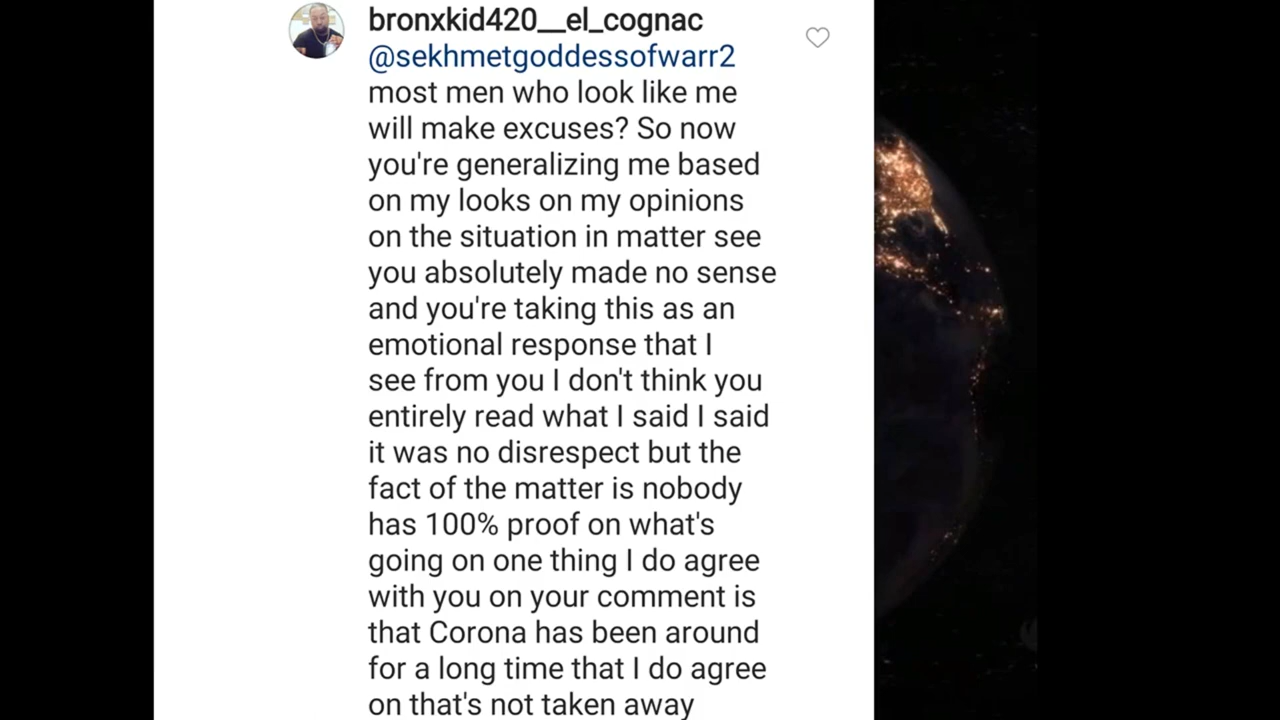 bronxkid420__el_cognac
@sekhmetgoddessofwarr2
most men who look like me
will make excuses? So now
you're generalizing me based
on my looks on my opinions
on the situation in matter see
you absolutely made no sense
and you're taking this as an
emotional response that I
see from you I don't think you
entirely read what I said I said
it was no disrespect but the
fact of the matter is nobody
has 100% proof on what's
going on one thing I do agree
with you on your comment is
that Corona has been around
for a long time that I do agree
on that's not taken away